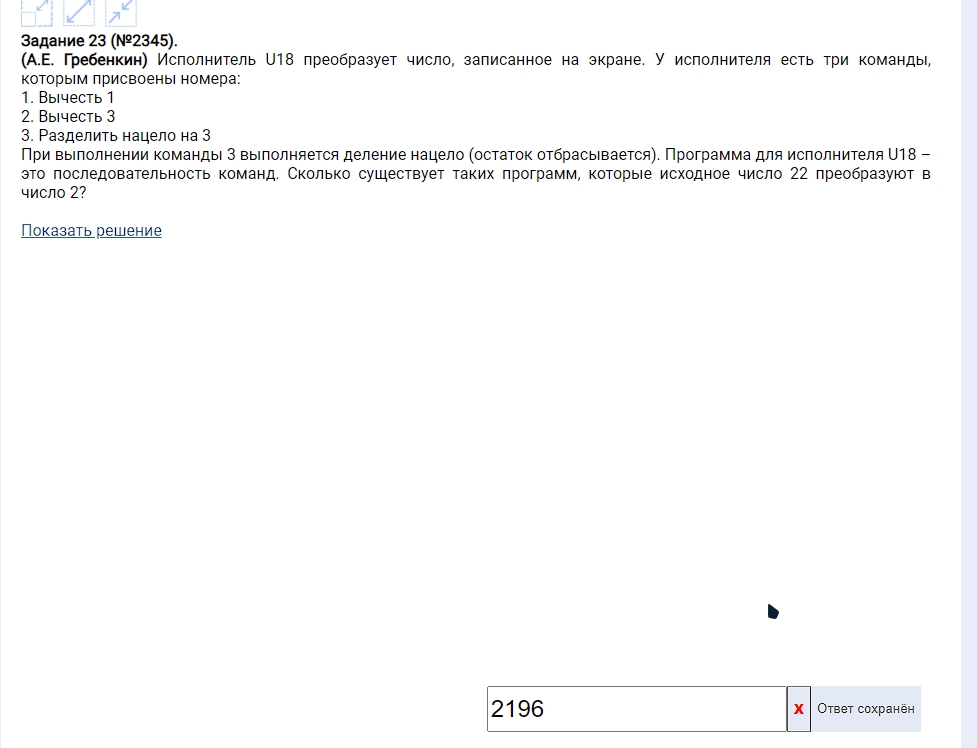 Задание 23 (№2345).
(А.Е. Гребенкин) Исполнитель U18 преобразует число, записанное на экране. У исполнителя есть три команды,
которым присвоены номера:
1. Вычесть 1
2. Вычесть 3
3. Разделить нацело на 3
При выполнении команды 3 выполняется деление нацело (остаток отбрасывается). Программа для исполнителя U18 –
это последовательность команд. Сколько существует таких программ, которые исходное число 22 преобразуют в
число 2?
Показать решение
2196 x Ответ сохранён